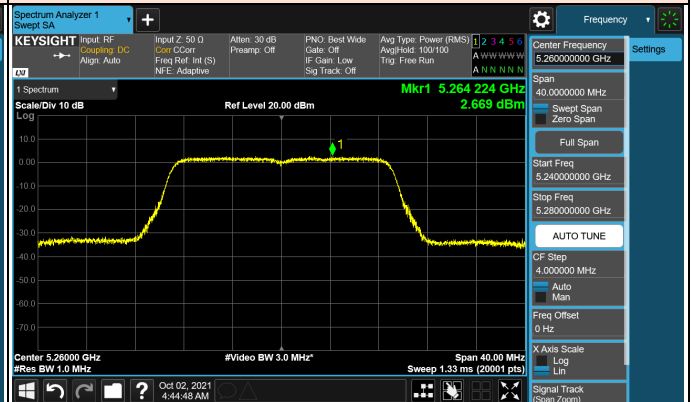 Spectrum Analyzer 1
Swept SA
Frequency
KEYSIGHT
LXI
Input: RF
Coupling: DC
Align: Auto
Input Z: 50 Ω
Corr CCorr
Freq Ref: Int (S)
NFE: Adaptive
Atten: 30 dB
Preamp: Off
PNO: Best Wide
Gate: Off
IF Gain: Low
Sig Track: Off
Avg Type: Power (RMS)
Avg|Hold: 100/100
Trig: Free Run
1 2 3 4 5 6
A W W W W W
A N N N N N
1 Spectrum
Scale/Div 10 dB
Log
Ref Level 20.00 dBm
Mkr1 5.264 224 GHz
2.669 dBm
1
10.0
0.00
-10.0
-20.0
-30.0
-40.0
-50.0
-60.0
-70.0
Center 5.26000 GHz
#Res BW 1.0 MHz
#Video BW 3.0 MHz*
Span 40.00 MHz
Sweep 1.33 ms (20001 pts)
Oct 02, 2021
4:44:48 AM
Center Frequency
5.260000000 GHz
Settings
Span
40.0000000 MHz
Swept Span
Zero Span
Full Span
Start Freq
5.240000000 GHz
Stop Freq
5.280000000 GHz
AUTO TUNE
CF Step
4.000000 MHz
Auto
Man
Freq Offset
0 Hz
X Axis Scale
Log
Lin
Signal Track
(Span Zoom)